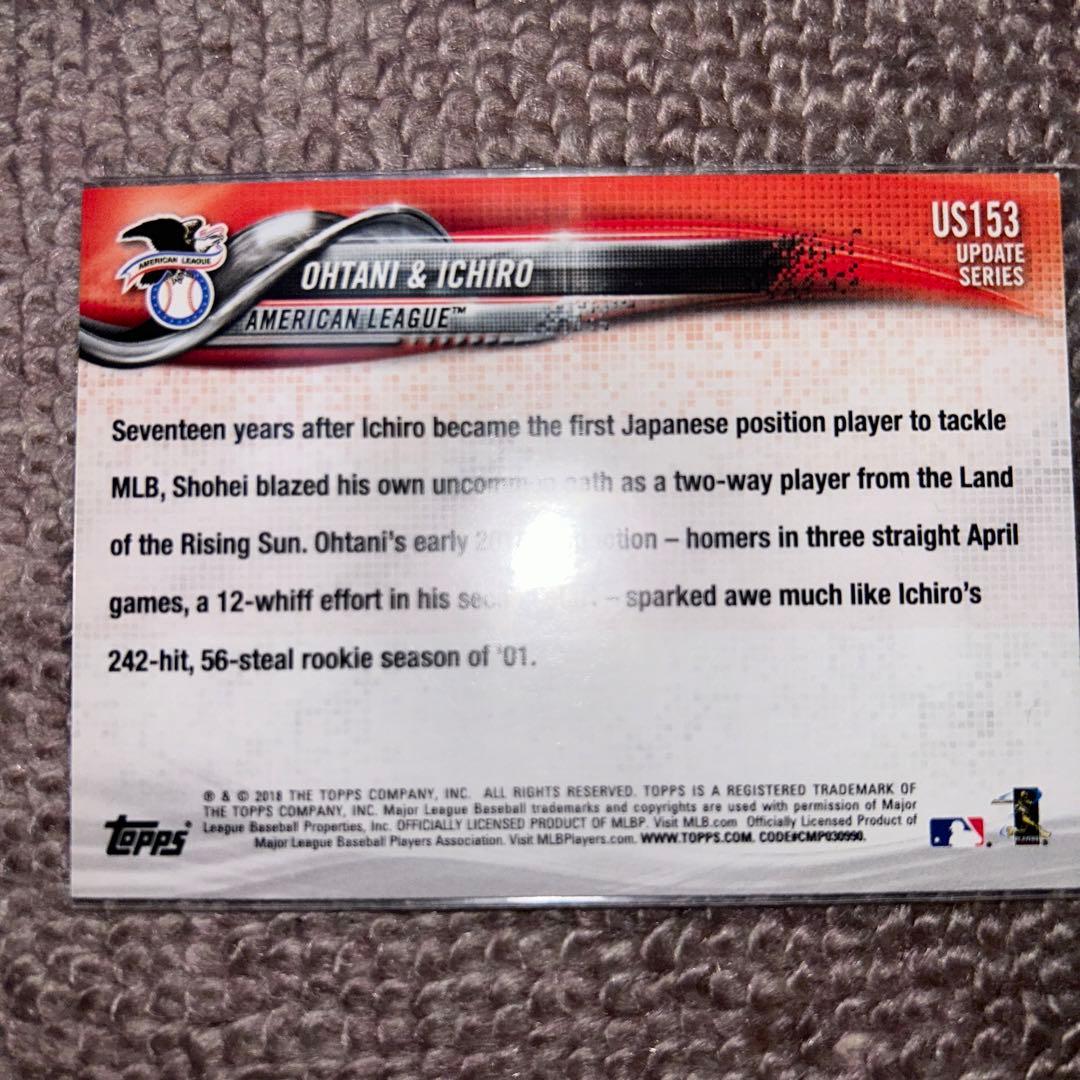 AMERICAN LEAGUE
OHTANI & ICHIRO
AMERICAN LEAGUE™
US153
UPDATE
SERIES
Seventeen years after Ichiro became the first Japanese position player to tackle
MLB, Shohei blazed his own uncommon path as a two-way player from the Land
of the Rising Sun. Ohtani's early – homers in three straight April
games, a 12-whiff effort in his – sparked awe much like Ichiro's
242-hit, 56-steal rookie season of '01.
® & © 2018 THE TOPPS COMPANY, INC. ALL RIGHTS RESERVED. TOPPS IS A REGISTERED TRADEMARK OF
THE TOPPS COMPANY, INC. Major League Baseball trademarks and copyrights are used with permission of Major
League Baseball Properties, Inc. OFFICIALLY LICENSED PRODUCT OF MLBP. Visit MLB.com Officially Licensed Product of
Major League Baseball Players Association. Visit MLBPlayers.com. WWW.TOPPS.COM. CODE#CMP030990.
Topps